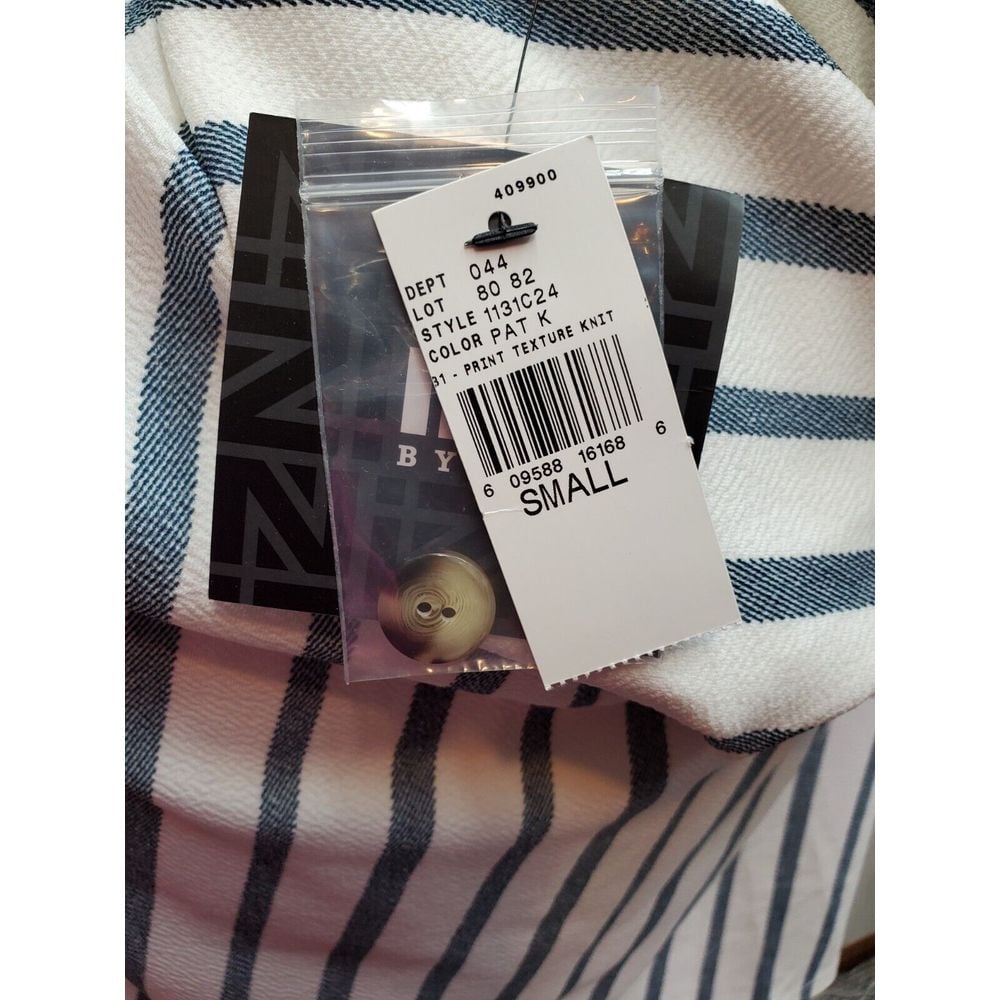 409900
DEPT 044
LOT 80 82
STYLE 1131C24
COLOR PAT K
31 - PRINT TEXTURE KNIT
6 09588 16168 6
SMALL
BY